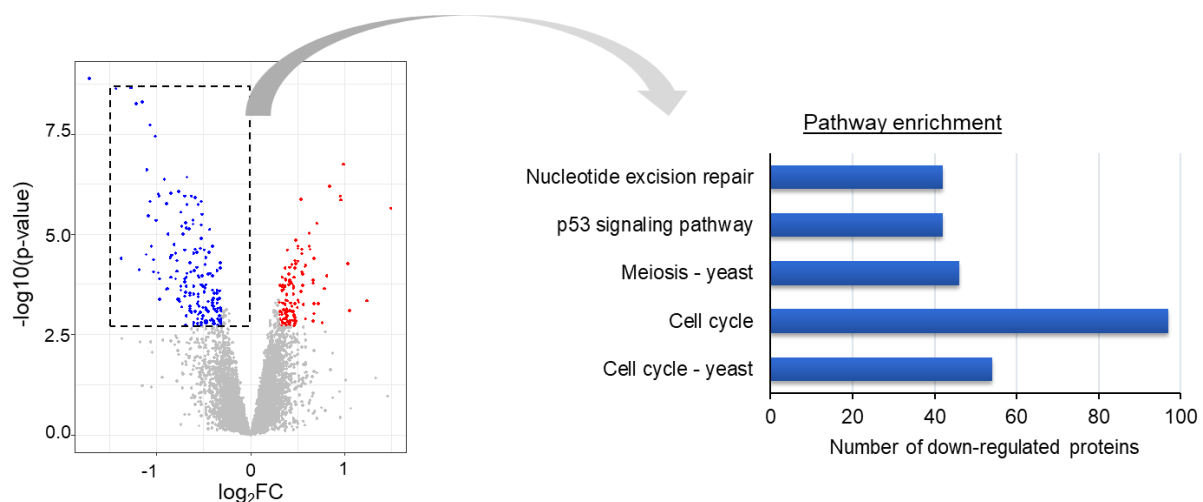 7.5
5.0
2.5
0.0
-log10(p-value)
-1
0
1
log₂FC
Pathway enrichment
Nucleotide excision repair
p53 signaling pathway
Meiosis - yeast
Cell cycle
Cell cycle - yeast
0
20
40
60
80
100
Number of down-regulated proteins